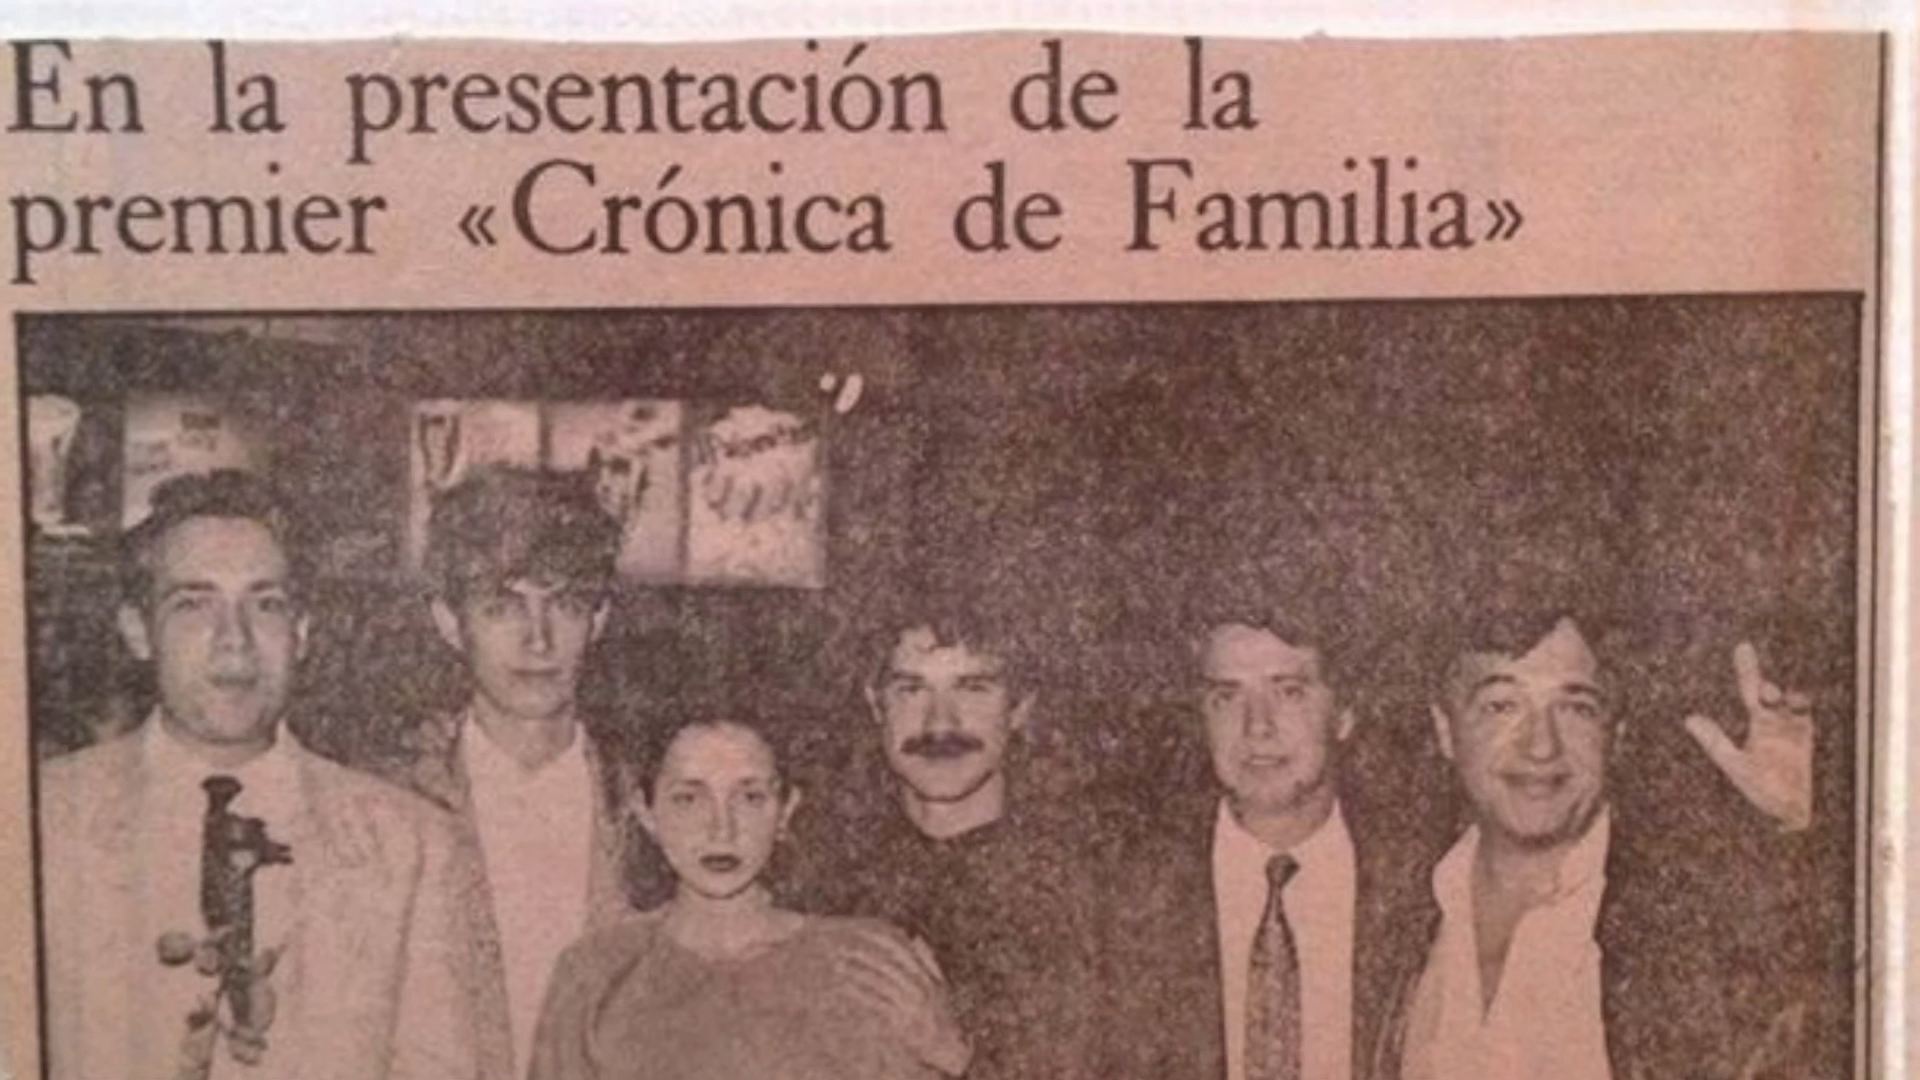 En la presentación de la
premier «Crónica de Familia»